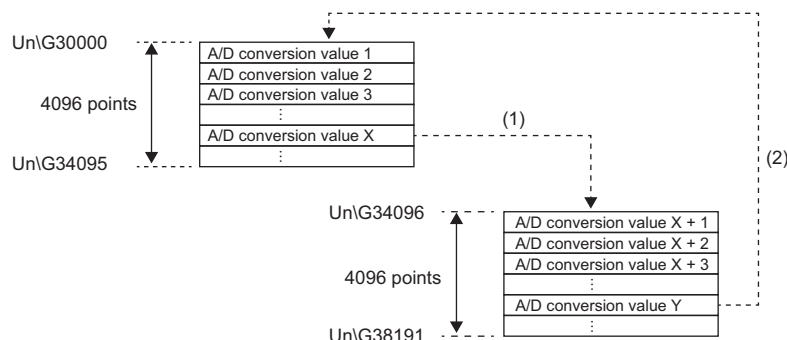 Un\G30000
A/D conversion value 1
A/D conversion value 2
A/D conversion value 3
⋮
4096 points
A/D conversion value X
⋮
Un\G34095
(1)
(2)
Un\G34096
A/D conversion value X + 1
A/D conversion value X + 2
A/D conversion value X + 3
⋮
4096 points
A/D conversion value Y
⋮
Un\G38191